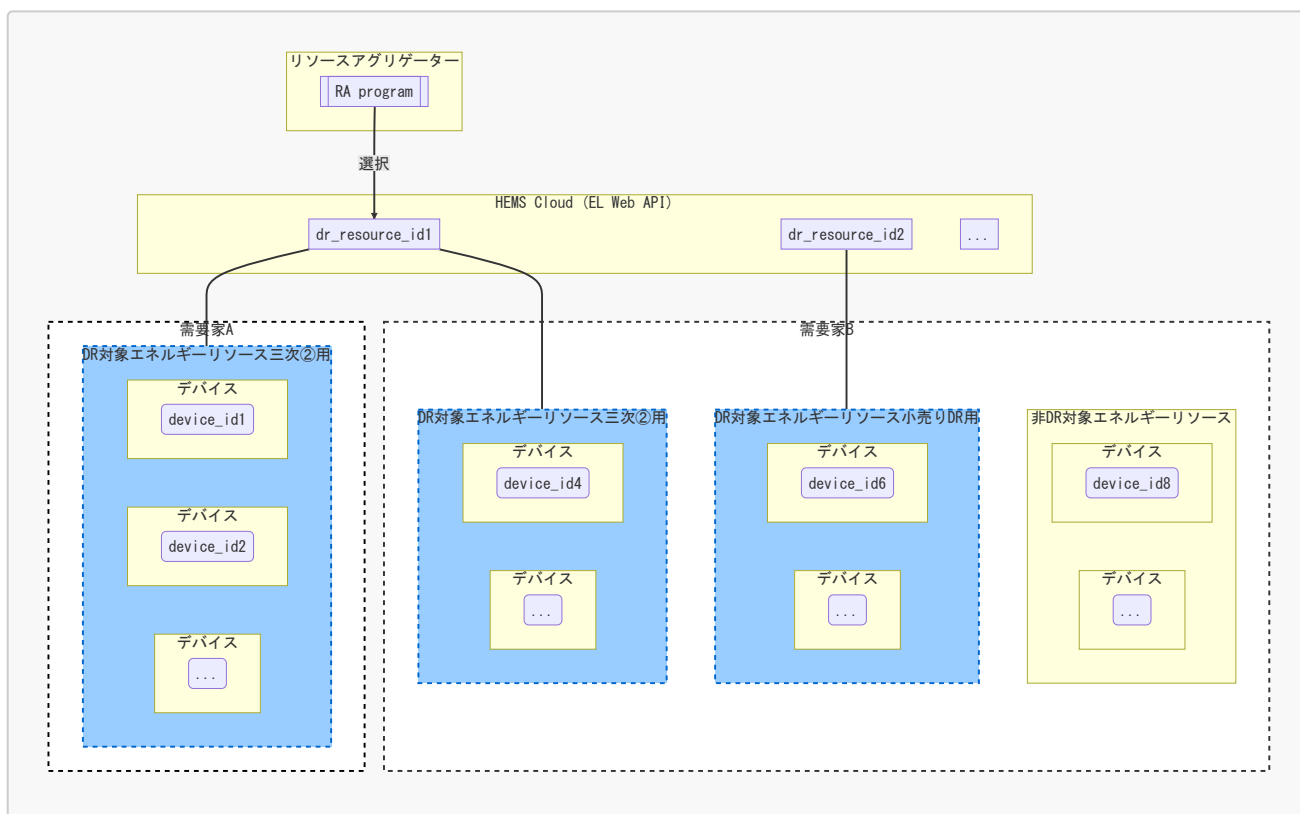 リソースアグリゲーター
RA program
選択
HEMS Cloud (EL Web API)
dr_resource_id1
dr_resource_id2
...
需要家A
DR対象エネルギーリソース三次②用
デバイス
device_id1
デバイス
device_id2
デバイス
...
需要家B
DR対象エネルギーリソース三次②用
デバイス
device_id4
デバイス
...
DR対象エネルギーリソース小売りDR用
デバイス
device_id6
デバイス
...
非DR対象エネルギーリソース
デバイス
device_id8
デバイス
...